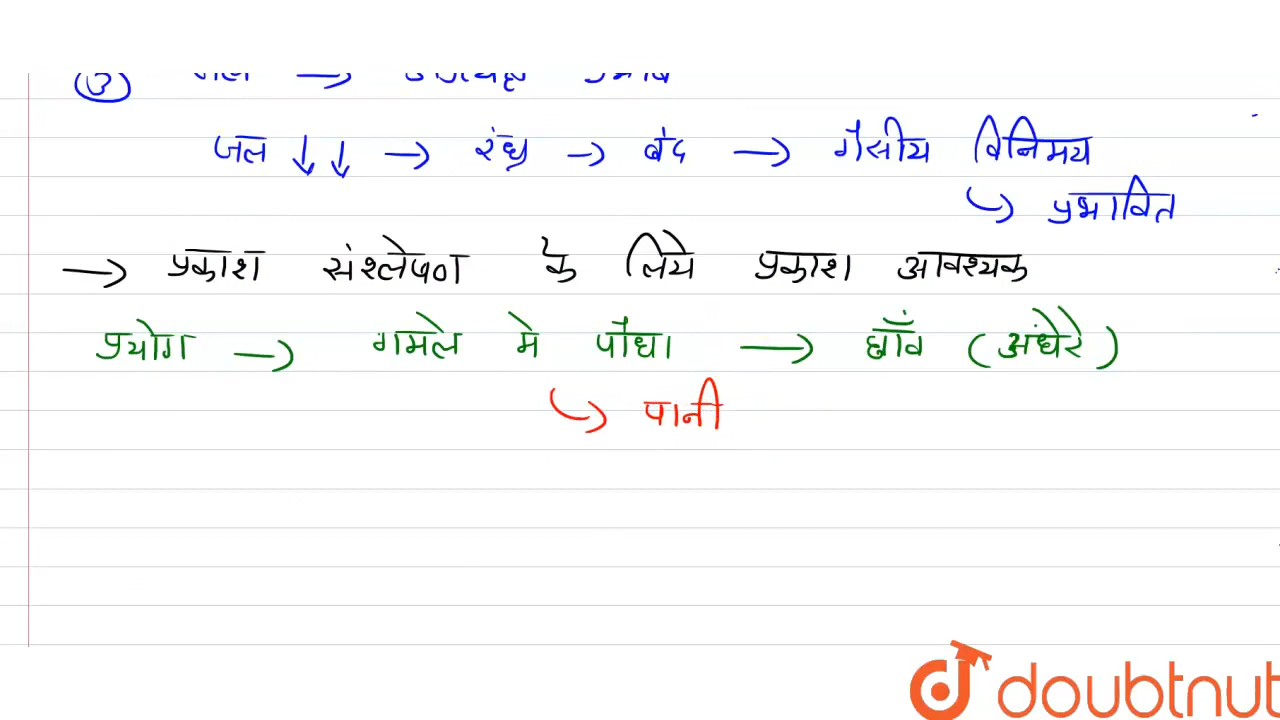 जल ↓↓ → रंध्र → बंद → गैसीय विनिमय
↳ प्रभावित
→ प्रकाश संश्लेषण के लिये प्रकाश आवश्यक
प्रयोग → गमले मे पौधा → छाँव (अंधेरे)
↳ पानी
doubtnut